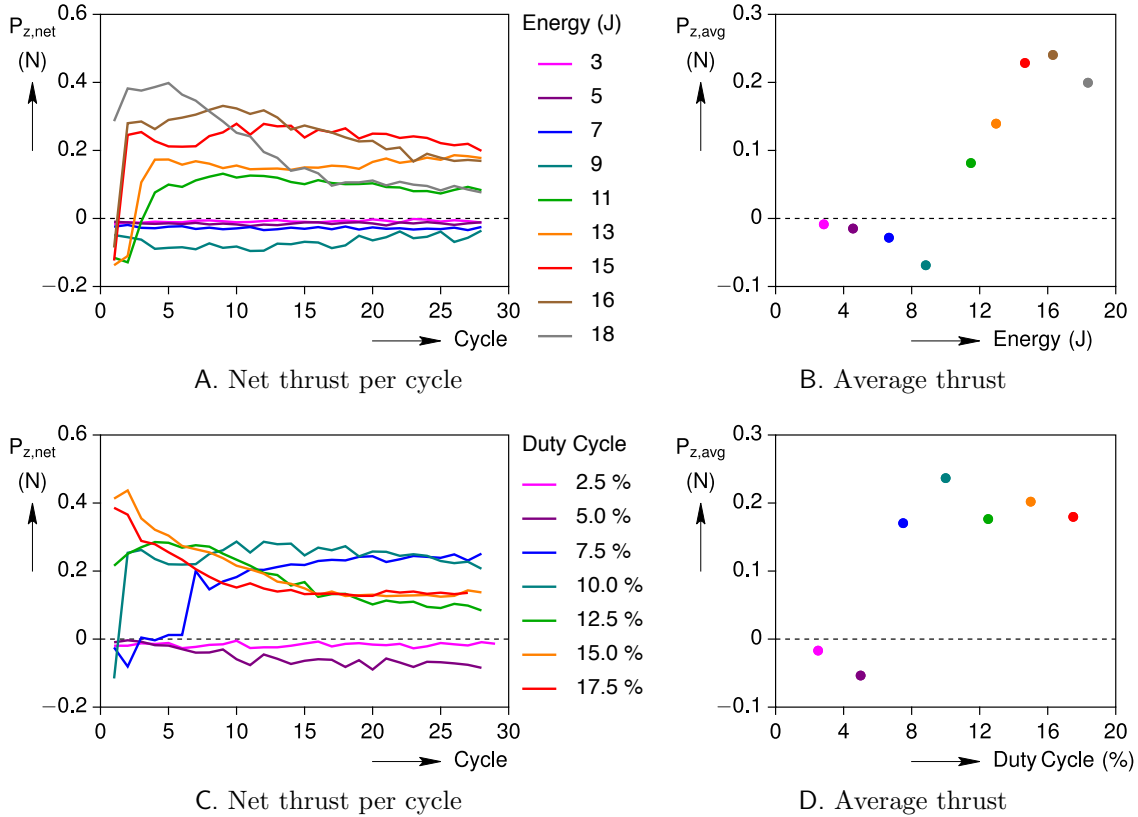 P_z,net
(N)
0.6
0.4
0.2
0
−0.2
0 5 10 15 20 25 30
Cycle
Energy (J)
3
5
7
9
11
13
15
16
18
A. Net thrust per cycle
P_z,avg
(N)
0.3
0.2
0.1
0
−0.1
0 4 8 12 16 20
Energy (J)
B. Average thrust
P_z,net
(N)
0.6
0.4
0.2
0
−0.2
0 5 10 15 20 25 30
Cycle
Duty Cycle
2.5 %
5.0 %
7.5 %
10.0 %
12.5 %
15.0 %
17.5 %
C. Net thrust per cycle
P_z,avg
(N)
0.3
0.2
0.1
0
−0.1
0 4 8 12 16 20
Duty Cycle (%)
D. Average thrust